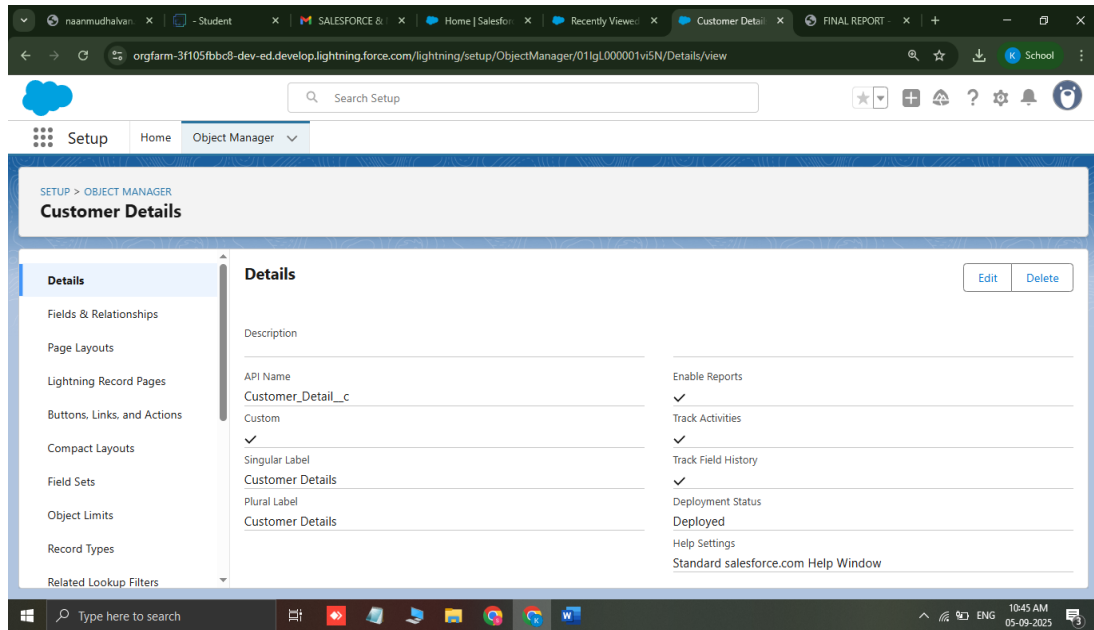 naanmudhalvan.
- Student
SALESFORCE &
Home | Salesfor
Recently Viewed
Customer Detail
FINAL REPORT -
orgfarm-3f105fbbc8-dev-ed.develop.lightning.force.com/lightning/setup/ObjectManager/01IgL000001vi5N/Details/view
K School
Search Setup
Setup
Home
Object Manager
SETUP > OBJECT MANAGER
Customer Details
Details
Fields & Relationships
Page Layouts
Lightning Record Pages
Buttons, Links, and Actions
Compact Layouts
Field Sets
Object Limits
Record Types
Related Lookup Filters
Details
Edit
Delete
Description
API Name
Customer_Detail__c
Custom
Singular Label
Customer Details
Plural Label
Customer Details
Enable Reports
Track Activities
Track Field History
Deployment Status
Deployed
Help Settings
Standard salesforce.com Help Window
Type here to search
ENG
10:45 AM
05-09-2025
3